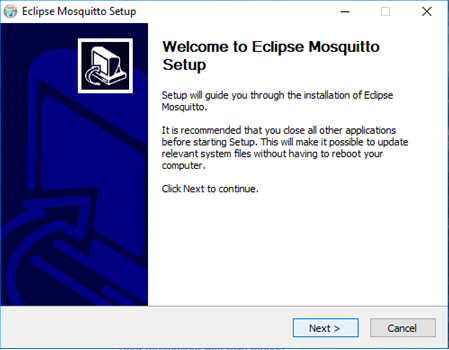 Eclipse Mosquitto Setup
Welcome to Eclipse Mosquitto
Setup
Setup will guide you through the installation of Eclipse
Mosquitto.
It is recommended that you close all other applications
before starting Setup. This will make it possible to update
relevant system files without having to reboot your
computer.
Click Next to continue.
Next >
Cancel